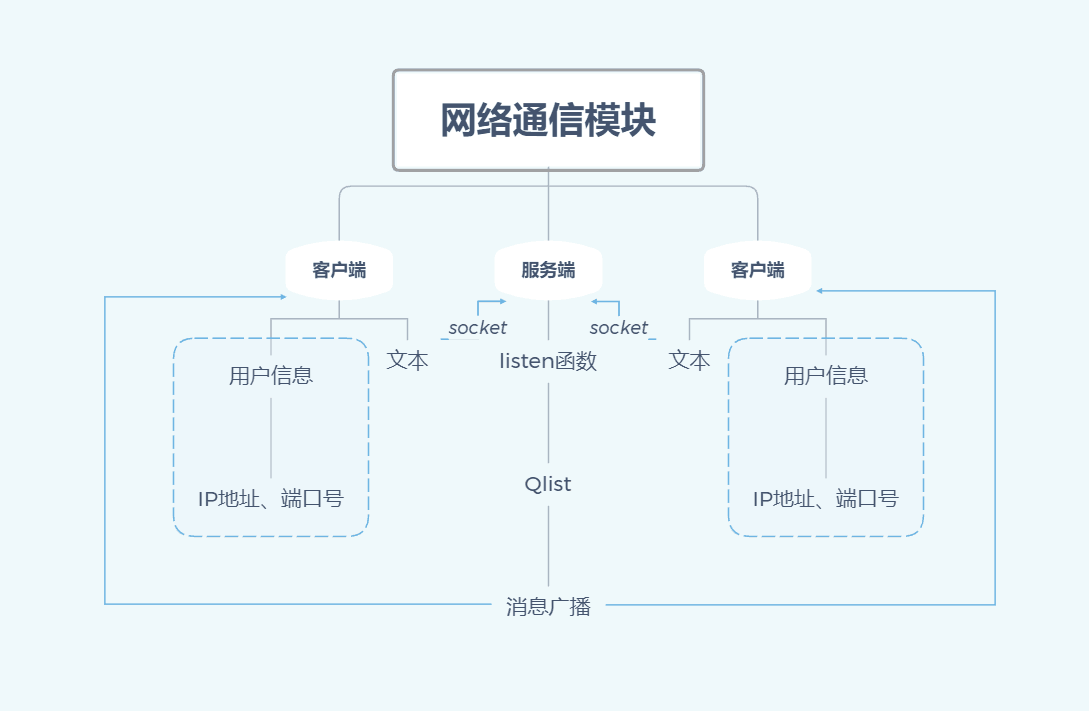 网络通信模块
客户端
服务端
客户端
socket
socket
文本
listen函数
文本
用户信息
用户信息
Qlist
IP地址、端口号
IP地址、端口号
消息广播